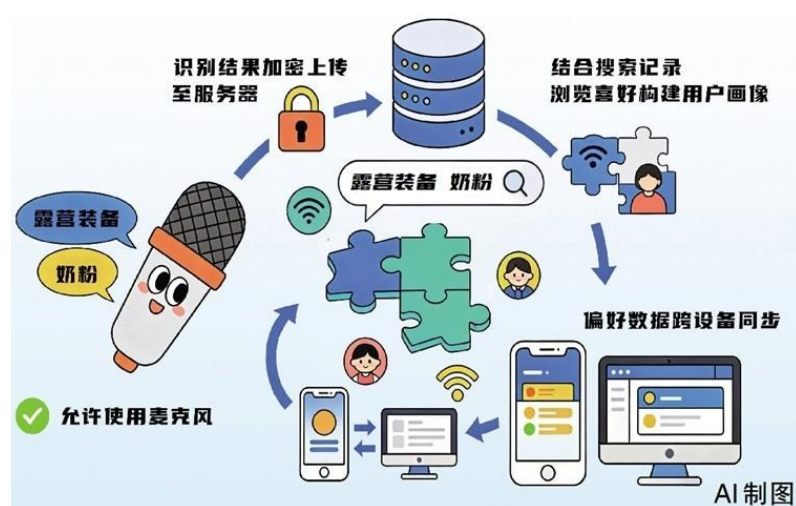 识别结果加密上传
至服务器
结合搜索记录
浏览喜好构建用户画像
露营装备 奶粉
露营装备
奶粉
偏好数据跨设备同步
允许使用麦克风
AI制图